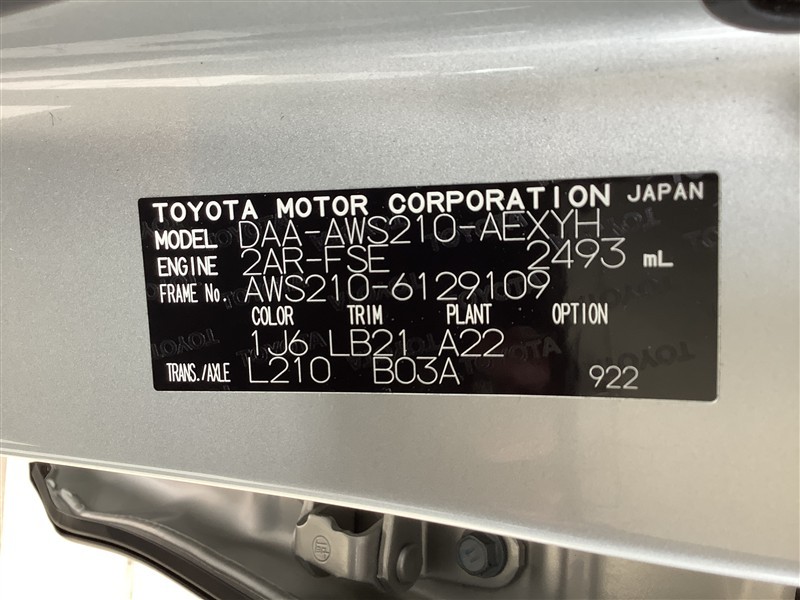 TOYOTA MOTOR CORPORATION JAPAN
MODEL DAA-AWS210-AEXYH
ENGINE 2AR-FSE 2493 mL
FRAME No. AWS210-6129109
COLOR TRIM PLANT OPTION
1J6 LB21 A22
TRANS./AXLE L210 B03A 922